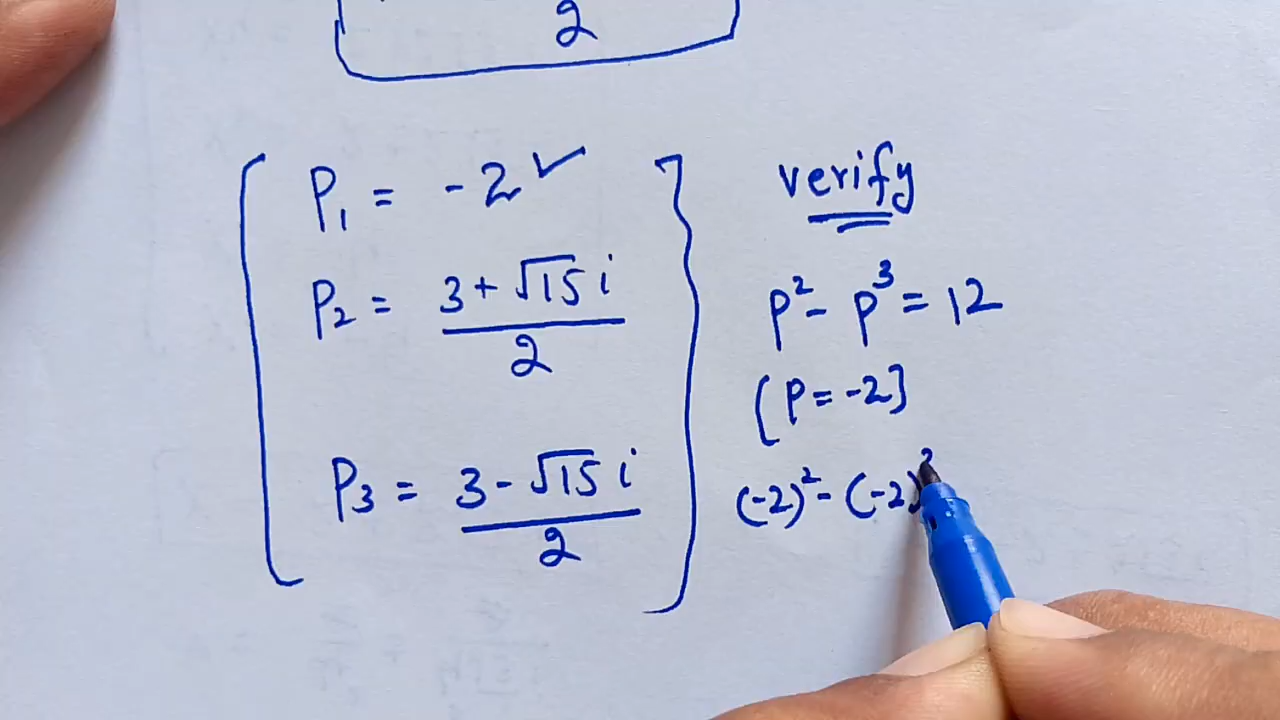 2
P₁ = -2 ✓
P₂ = (3 + √15 i)/2
P₃ = (3 - √15 i)/2
verify
p² - p³ = 12
(P = -2]
(-2)² - (-2)³